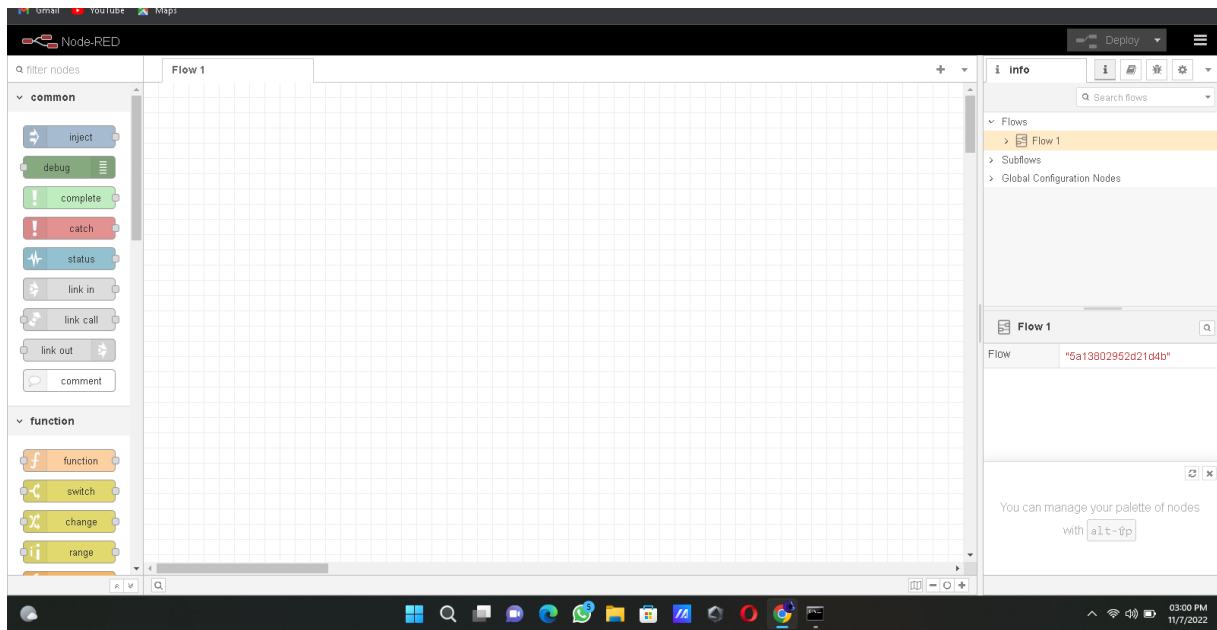 Gmail YouTube Maps
Node-RED Deploy
filter nodes Flow 1 i info i
common Search flows
Flows
inject Flow 1
debug Subflows
complete Global Configuration Nodes
catch
status
link in
link call
link out Flow 1
comment Flow "5a13802952d21d4b"
function
function
switch You can manage your palette of nodes
change with alt-⇧p
range
03:00 PM
11/7/2022